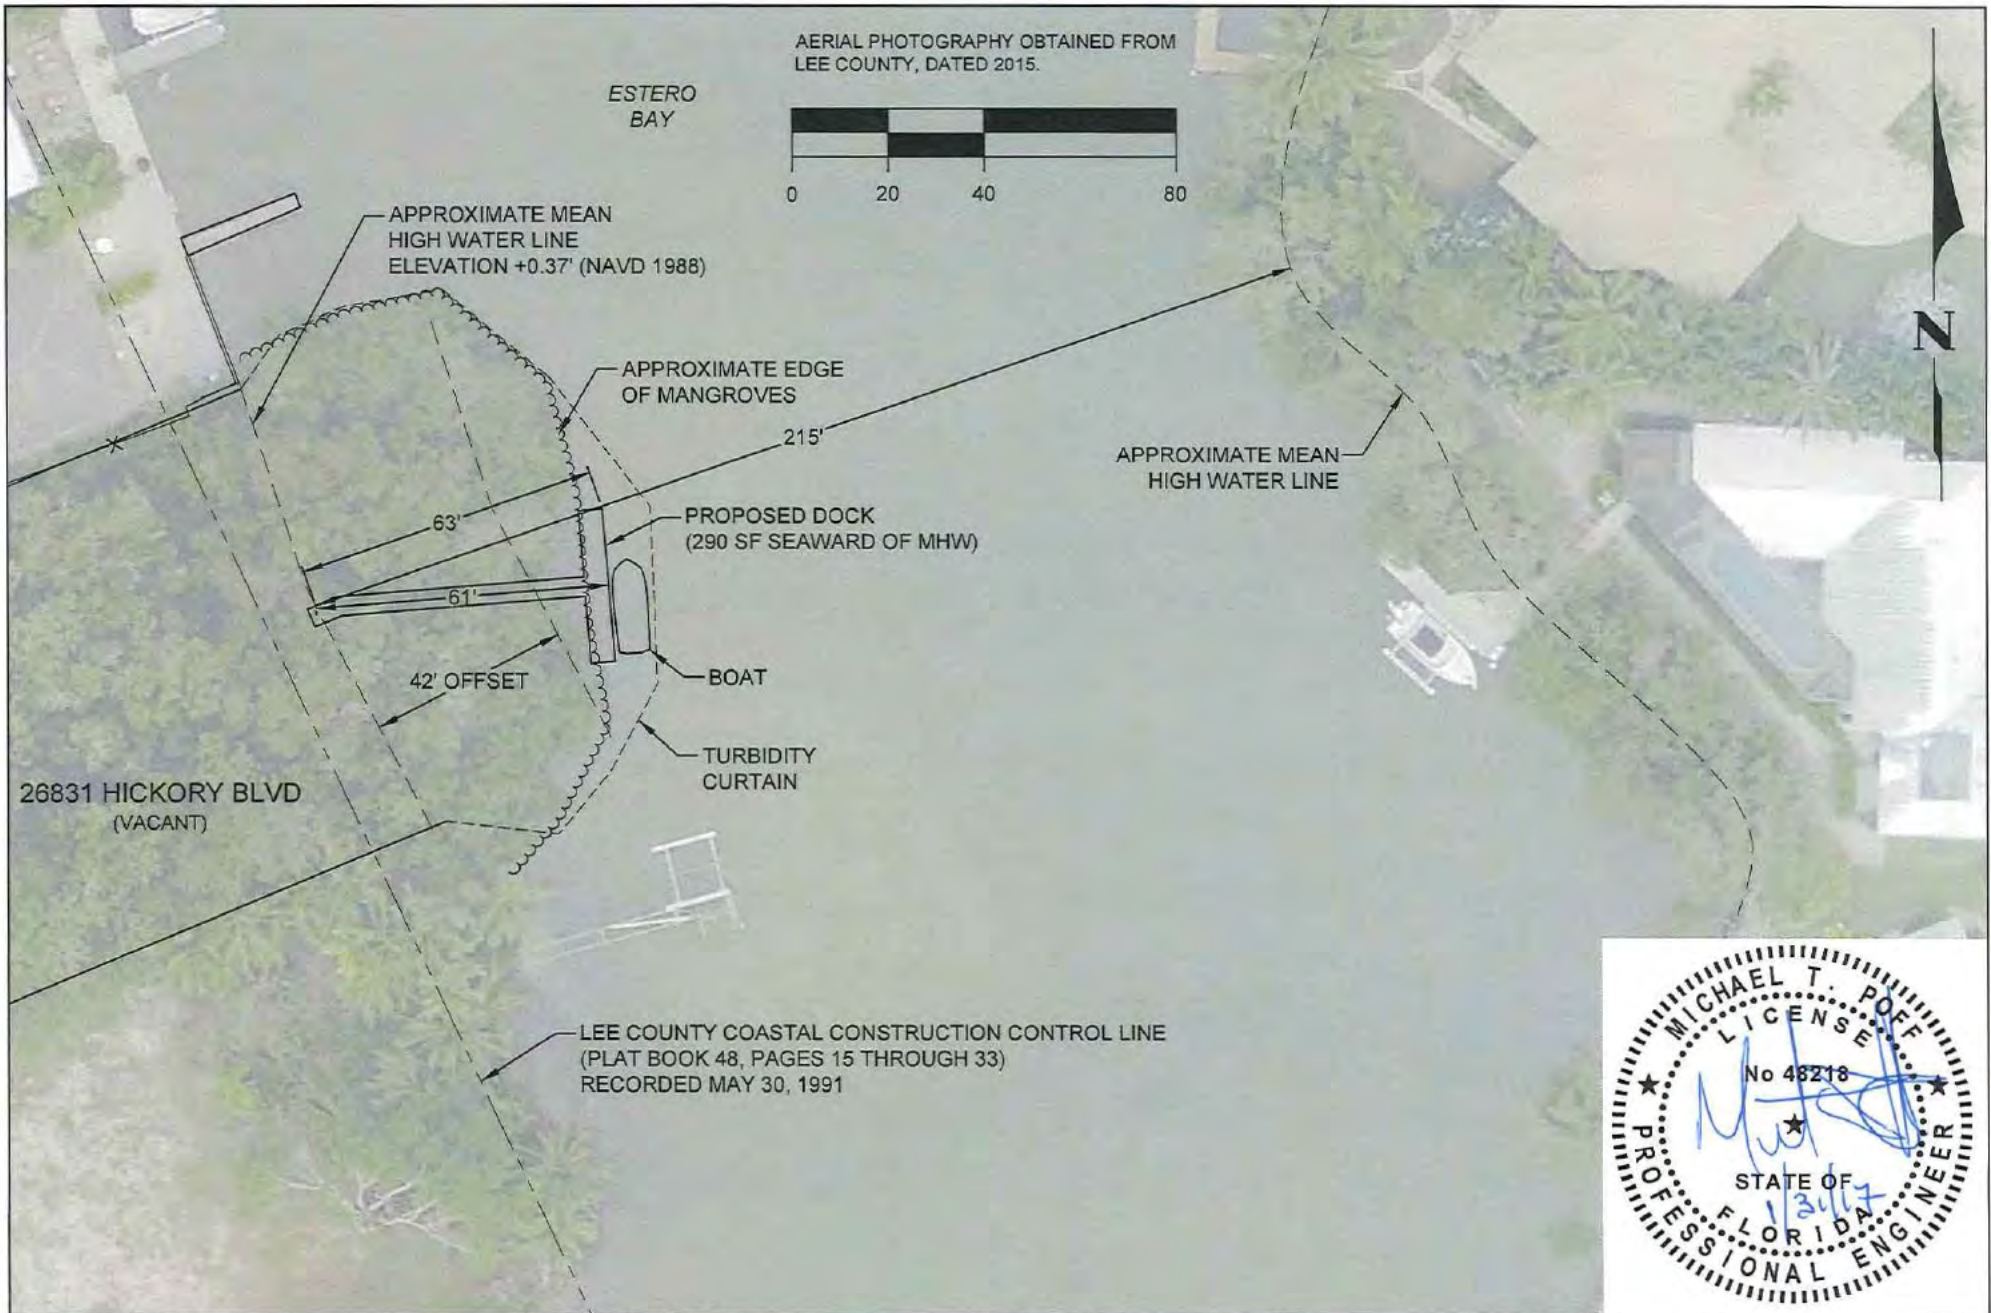 AERIAL PHOTOGRAPHY OBTAINED FROM
LEE COUNTY, DATED 2015.
ESTERO
BAY
0 20 40 80
APPROXIMATE MEAN
HIGH WATER LINE
ELEVATION +0.37' (NAVD 1988)
N
APPROXIMATE EDGE
OF MANGROVES
215'
APPROXIMATE MEAN
HIGH WATER LINE
63'
PROPOSED DOCK
(290 SF SEAWARD OF MHW)
61'
42' OFFSET
BOAT
TURBIDITY
CURTAIN
26831 HICKORY BLVD
(VACANT)
LEE COUNTY COASTAL CONSTRUCTION CONTROL LINE
(PLAT BOOK 48, PAGES 15 THROUGH 33)
RECORDED MAY 30, 1991
MICHAEL T. POFF
LICENSE
No 48218
STATE OF
FLORIDA
1/31/17
PROFESSIONAL ENGINEER